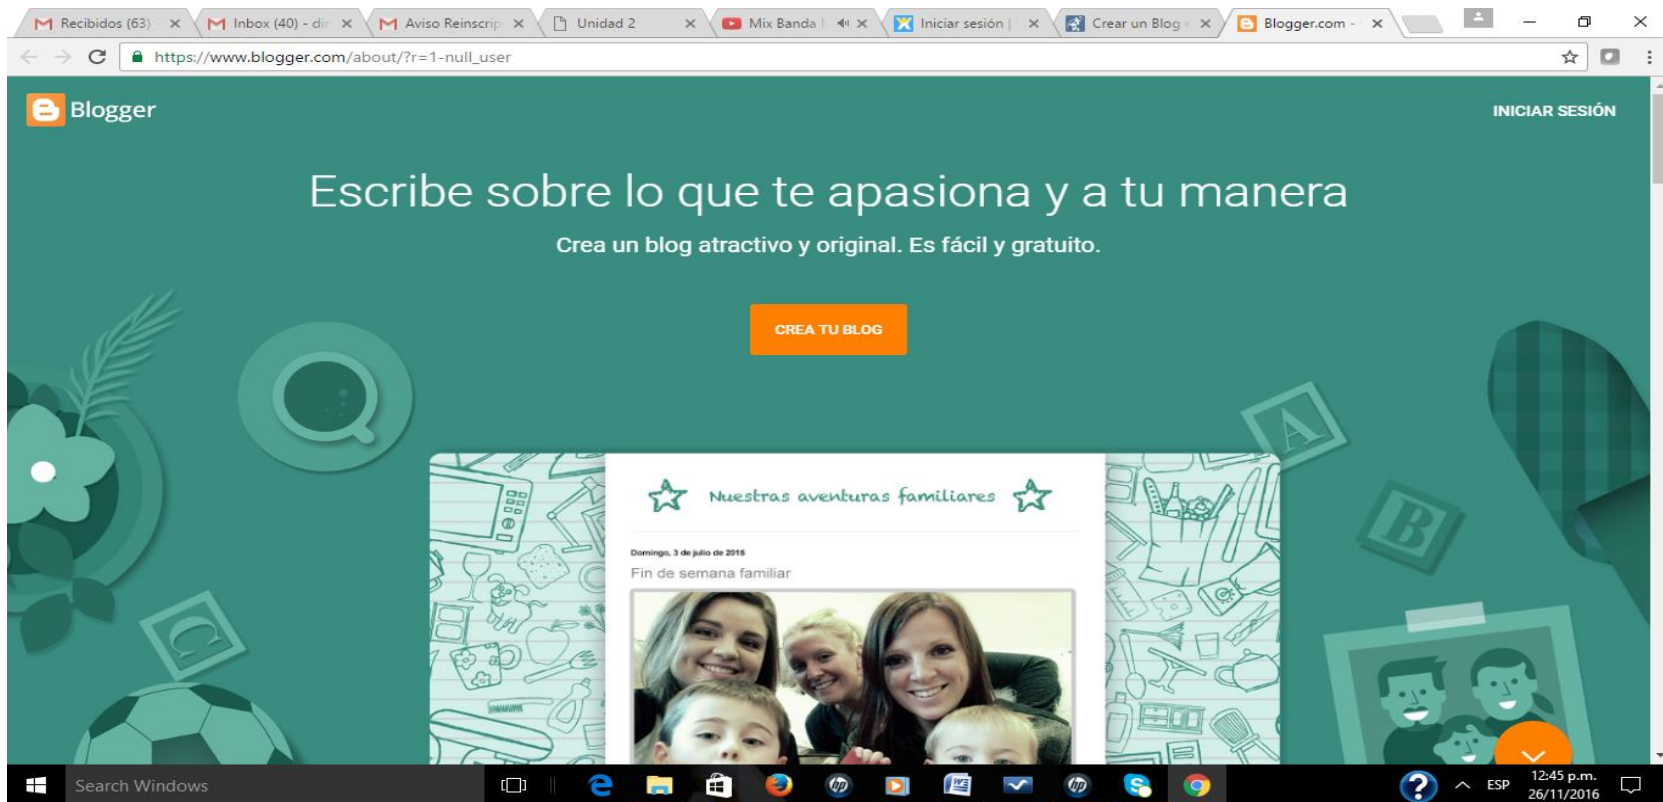 Recibidos (63)
Inbox (40) - dir
Aviso Reinscrip
Unidad 2
Mix Banda
Iniciar sesión |
Crear un Blog
Blogger.com -
https://www.blogger.com/about/?r=1-null_user
Blogger
INICIAR SESIÓN
Escribe sobre lo que te apasiona y a tu manera
Crea un blog atractivo y original. Es fácil y gratuito.
CREA TU BLOG
A
B
C
Nuestras aventuras familiares
Domingo, 3 de julio de 2016
Fin de semana familiar
Search Windows
hp
hp
ESP
12:45 p.m.
26/11/2016